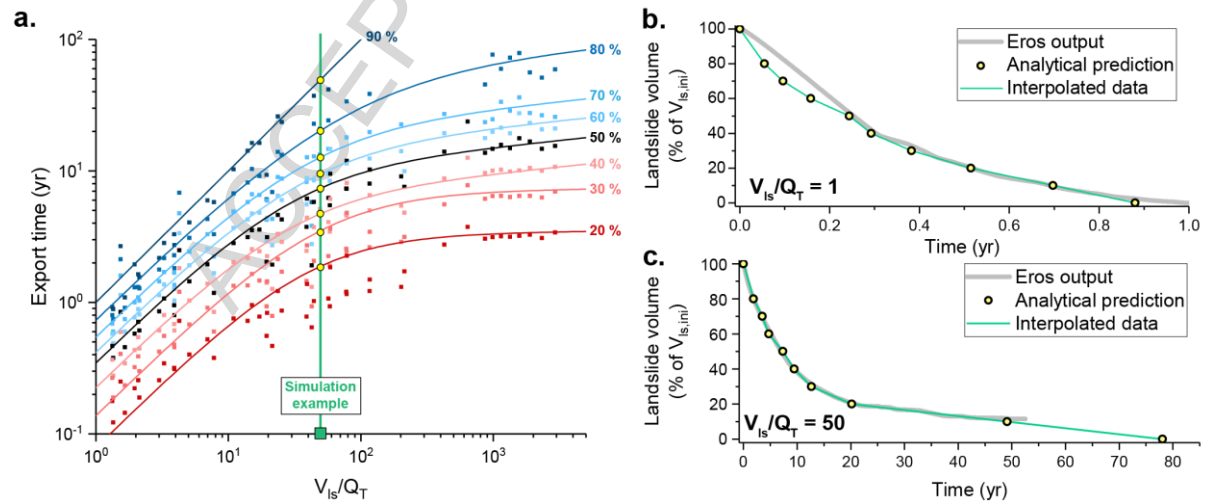 a.
Export time (yr)
10²
10¹
10⁰
10⁻¹
10⁰
10¹
10²
10³
V_ls/Q_T
90 %
80 %
70 %
60 %
50 %
40 %
30 %
20 %
Simulation
example
ACCEP
b.
Landslide volume
(% of V_ls,ini)
100
80
60
40
20
0
0.0
0.2
0.4
0.6
0.8
1.0
Time (yr)
Eros output
Analytical prediction
Interpolated data
V_ls/Q_T = 1
c.
Landslide volume
(% of V_ls,ini)
100
80
60
40
20
0
0
10
20
30
40
50
60
70
80
Time (yr)
Eros output
Analytical prediction
Interpolated data
V_ls/Q_T = 50